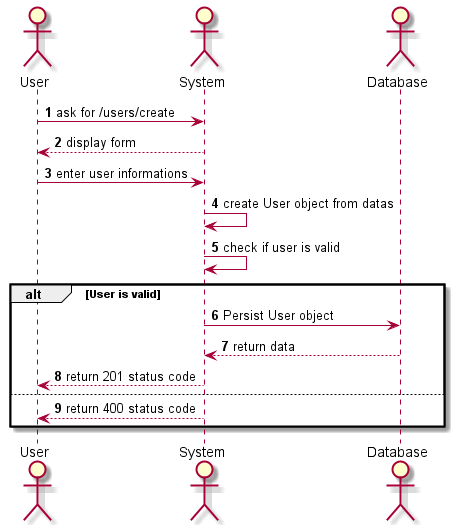 User
System
Database
1 ask for /users/create
2 display form
3 enter user informations
4 create User object from datas
5 check if user is valid
alt [User is valid]
6 Persist User object
7 return data
8 return 201 status code
9 return 400 status code
User
System
Database